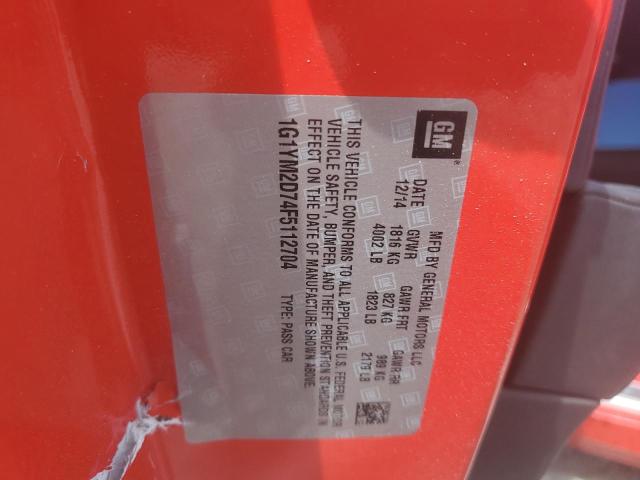 GM
MFD BY GENERAL MOTORS LLC
DATE GVWR GAWR FRT GAWR RR
12/14 1816 KG 827 KG 989 KG
4002 LB 1823 LB 2179 LB
THIS VEHICLE CONFORMS TO ALL APPLICABLE U.S. FEDERAL MOTOR
VEHICLE SAFETY, BUMPER, AND THEFT PREVENTION STANDARDS IN
EFFECT ON THE DATE OF MANUFACTURE SHOWN ABOVE.
1G1YM2D74F5112704 TYPE: PASS CAR